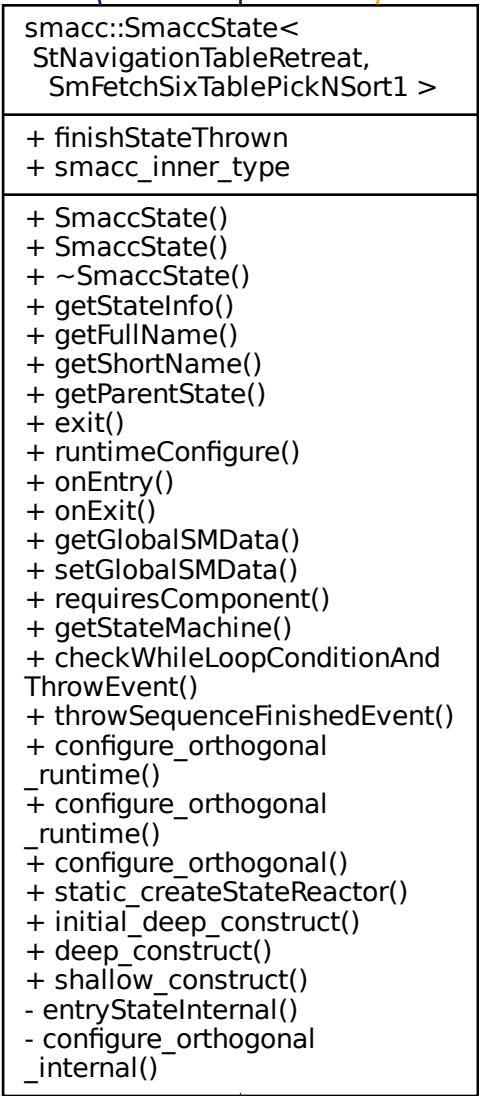 smacc::SmaccState<
StNavigationTableRetreat,
SmFetchSixTablePickNSort1 >
+ finishStateThrown
+ smacc_inner_type
+ SmaccState()
+ SmaccState()
+ ~SmaccState()
+ getStateInfo()
+ getFullName()
+ getShortName()
+ getParentState()
+ exit()
+ runtimeConfigure()
+ onEntry()
+ onExit()
+ getGlobalSMData()
+ setGlobalSMData()
+ requiresComponent()
+ getStateMachine()
+ checkWhileLoopConditionAnd
ThrowEvent()
+ throwSequenceFinishedEvent()
+ configure_orthogonal
_runtime()
+ configure_orthogonal
_runtime()
+ configure_orthogonal()
+ static_createStateReactor()
+ initial_deep_construct()
+ deep_construct()
+ shallow_construct()
- entryStateInternal()
- configure_orthogonal
_internal()